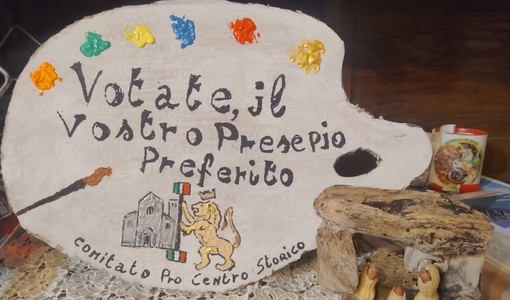 Votate, il
vostro Presepio
Preferito
comitato Pro Centro Storico